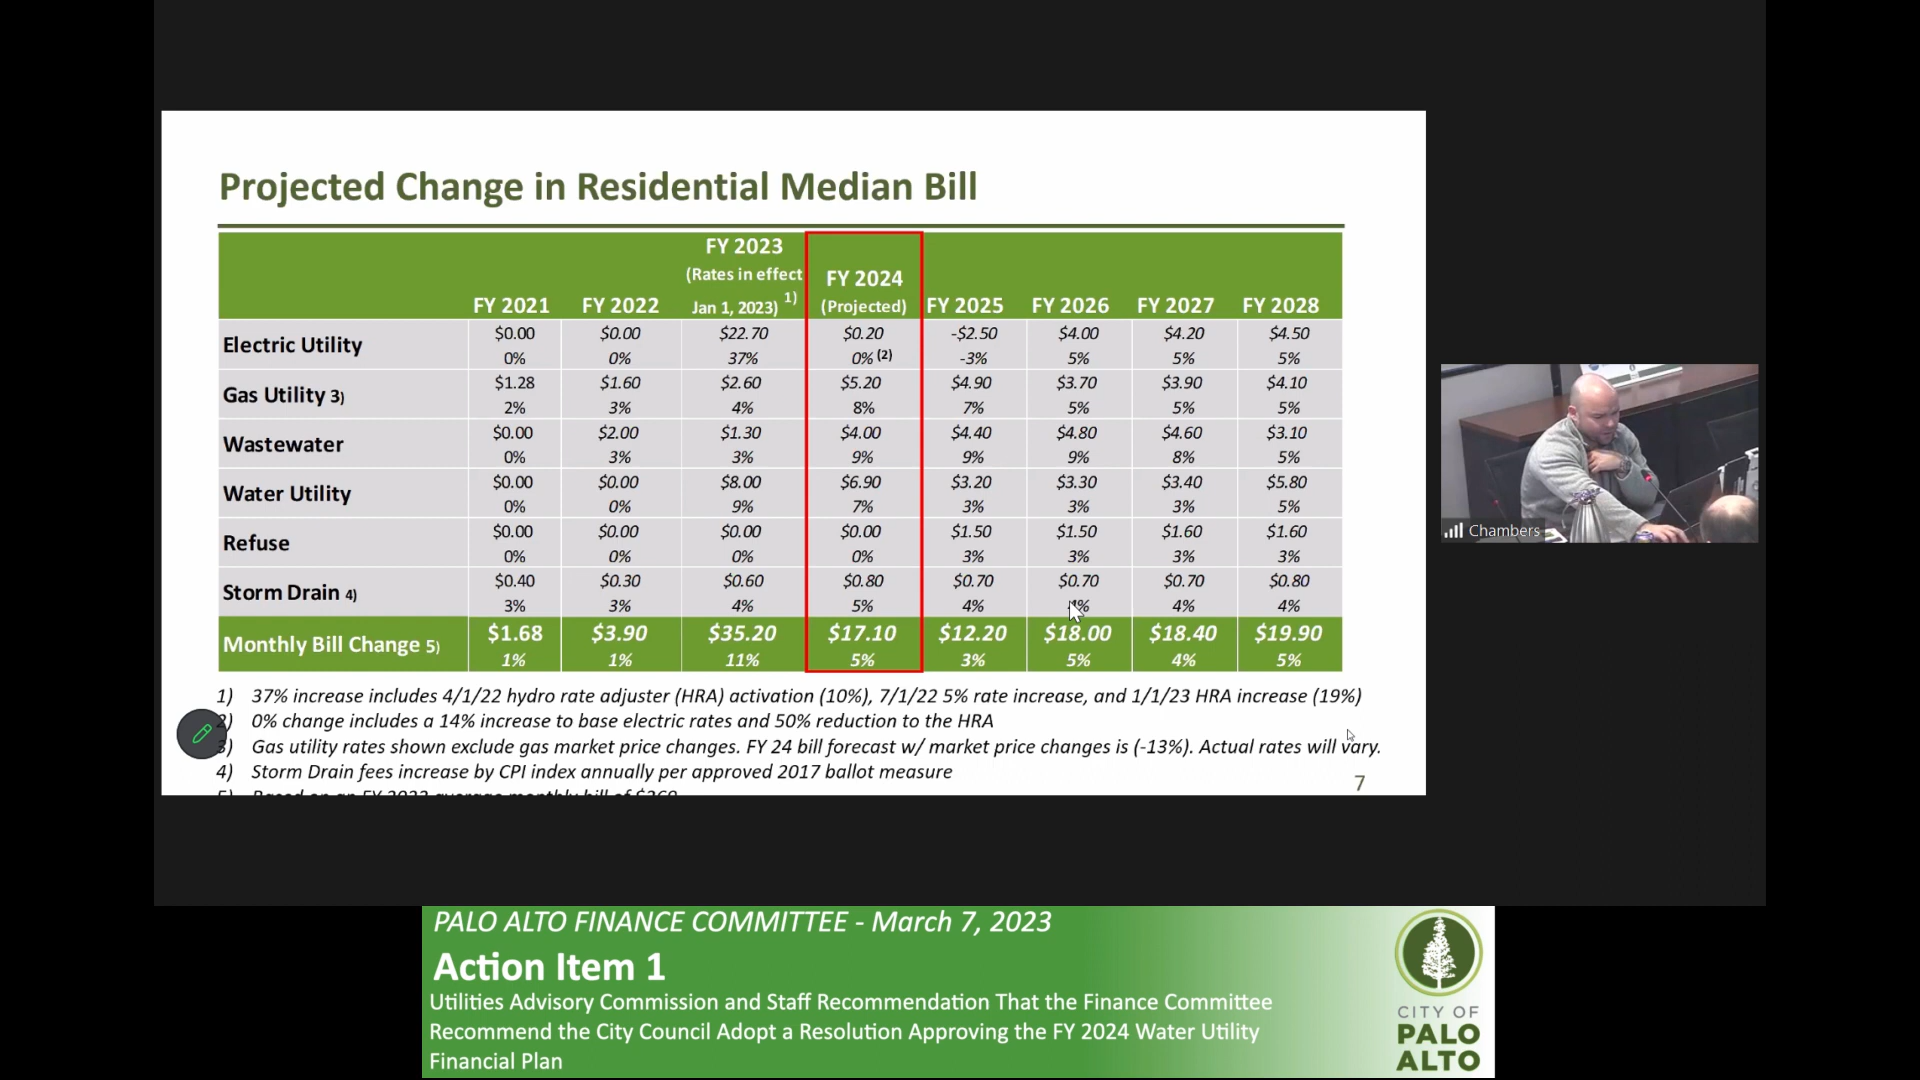 Projected Change in Residential Median Bill
FY 2021 FY 2022 FY 2023 (Rates in effect Jan 1, 2023) 1) FY 2024 (Projected) FY 2025 FY 2026 FY 2027 FY 2028
Electric Utility $0.00 $0.00 $22.70 $0.20 -$2.50 $4.00 $4.20 $4.50
0% 0% 37% 0% (2) -3% 5% 5% 5%
Gas Utility 3) $1.28 $1.60 $2.60 $5.20 $4.90 $3.70 $3.90 $4.10
2% 3% 4% 8% 7% 5% 5% 5%
Wastewater $0.00 $2.00 $1.30 $4.00 $4.40 $4.80 $4.60 $3.10
0% 3% 3% 9% 9% 9% 8% 5%
Water Utility $0.00 $0.00 $8.00 $6.90 $3.20 $3.30 $3.40 $5.80
0% 0% 9% 7% 3% 3% 3% 5%
Refuse $0.00 $0.00 $0.00 $0.00 $1.50 $1.50 $1.60 $1.60
0% 0% 0% 0% 3% 3% 3% 3%
Storm Drain 4) $0.40 $0.30 $0.60 $0.80 $0.70 $0.70 $0.70 $0.80
3% 3% 4% 5% 4% 4% 4% 4%
Monthly Bill Change 5) $1.68 $3.90 $35.20 $17.10 $12.20 $18.00 $18.40 $19.90
1% 1% 11% 5% 3% 5% 4% 5%
1) 37% increase includes 4/1/22 hydro rate adjuster (HRA) activation (10%), 7/1/22 5% rate increase, and 1/1/23 HRA increase (19%)
2) 0% change includes a 14% increase to base electric rates and 50% reduction to the HRA
3) Gas utility rates shown exclude gas market price changes. FY 24 bill forecast w/ market price changes is (-13%). Actual rates will vary.
4) Storm Drain fees increase by CPI index annually per approved 2017 ballot measure
7
Chambers
PALO ALTO FINANCE COMMITTEE - March 7, 2023
Action Item 1
Utilities Advisory Commission and Staff Recommendation That the Finance Committee
Recommend the City Council Adopt a Resolution Approving the FY 2024 Water Utility
Financial Plan
CITY OF
PALO
ALTO